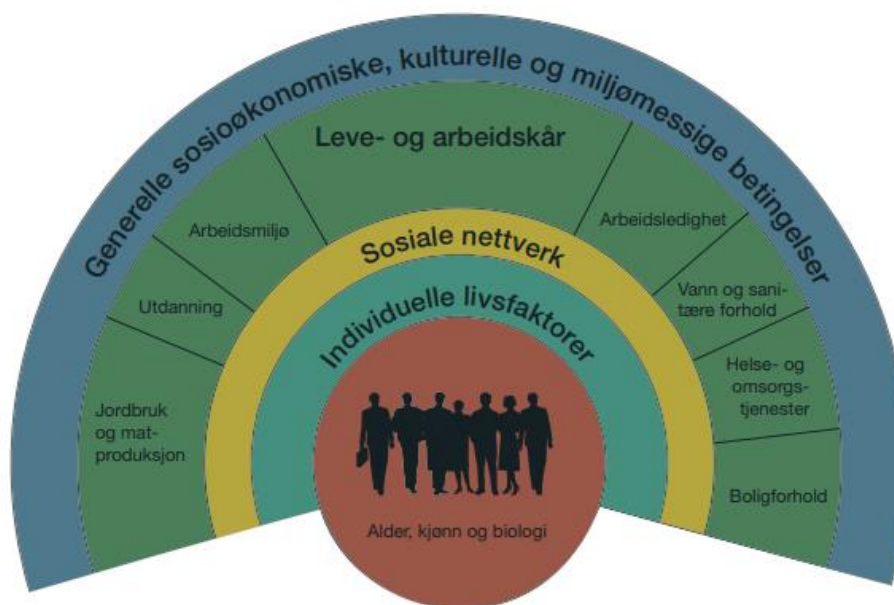 Generelle sosioøkonomiske, kulturelle og miljømessige betingelser
Leve- og arbeidskår
Arbeidsmiljø
Arbeidsledighet
Sosiale nettverk
Utdanning
Vann og sani-
tære forhold
Individuelle livsfaktorer
Helse- og
omsorgs-
tjenester
Jordbruk
og mat-
produksjon
Boligforhold
Alder, kjønn og biologi